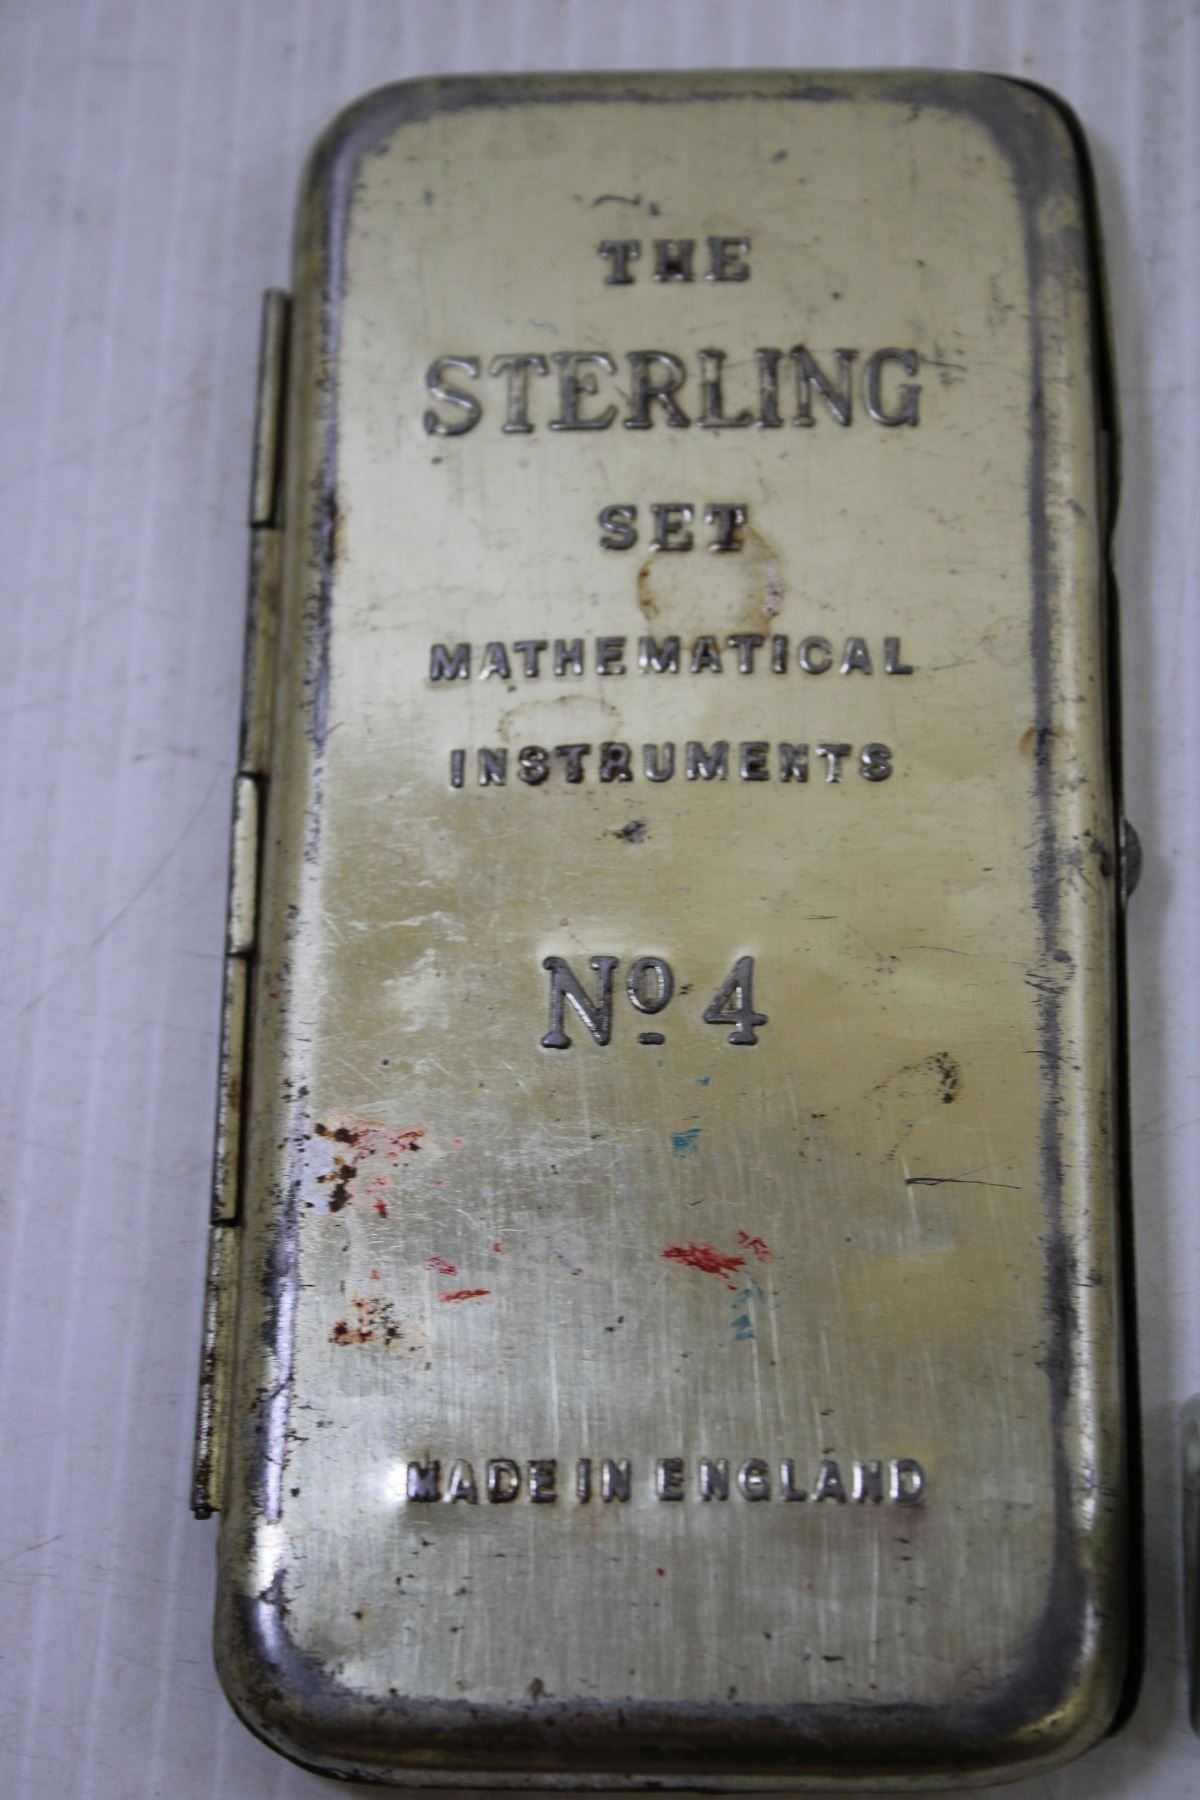 THE
STERLING
SET
MATHEMATICAL
INSTRUMENTS
Nº 4
MADE IN ENGLAND